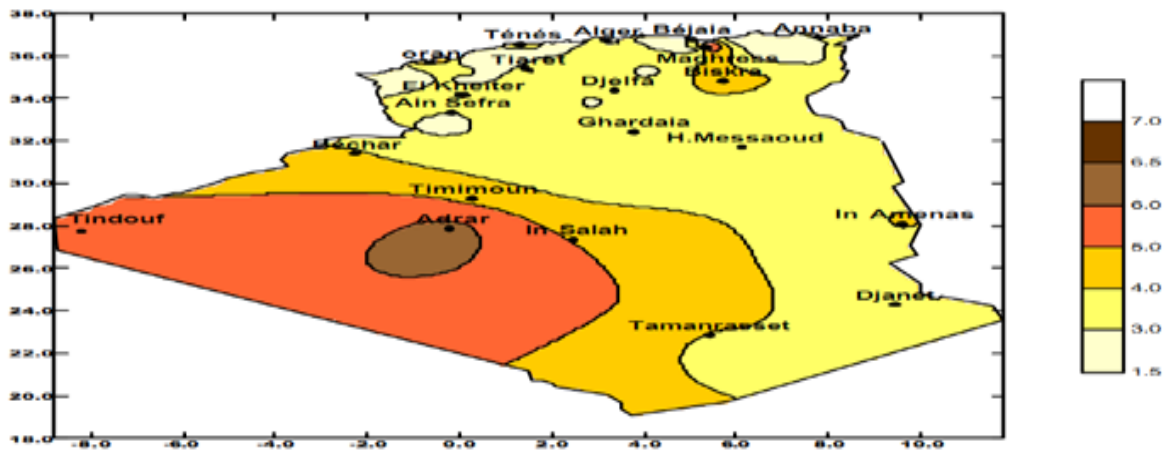 38.0
36.0
34.0
32.0
30.0
28.0
26.0
24.0
22.0
20.0
18.0
-8.0 -6.0 -4.0 -2.0 0.0 2.0 4.0 6.0 8.0 10.0
Ténés Alger Béjaia Annaba
oran Tiaret
Biskra
El Kheiter Djelfa
Ain Sefra
Ghardaia
H.Messaoud
Béchar
Timimoun
Tindouf Adrar In Salah In Amenas
Djanet
Tamanrasset
7.0
6.5
6.0
5.0
4.0
3.0
1.5